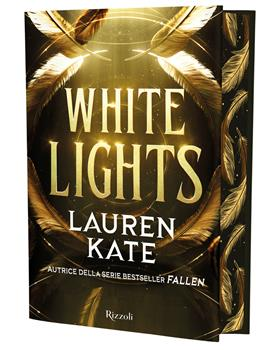 WHITE
LIGHTS
LAUREN
KATE
AUTRICE DELLA SERIE BESTSELLER FALLEN
Rizzoli